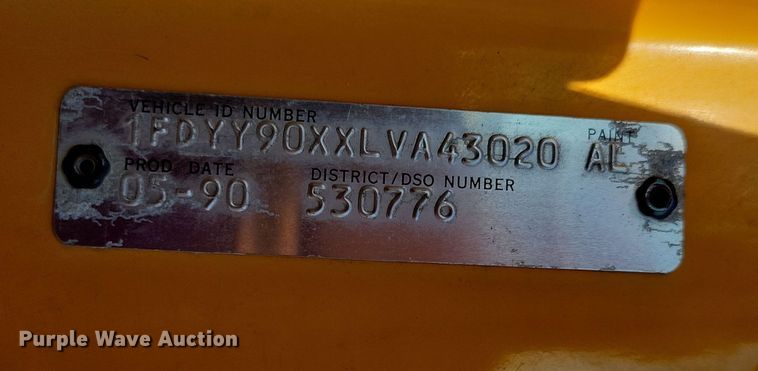 VEHICLE ID NUMBER
1FDYY90XXLVA43020
PAINT
AL
PROD. DATE
05-90
DISTRICT/DSO NUMBER
530776
Purple Wave Auction